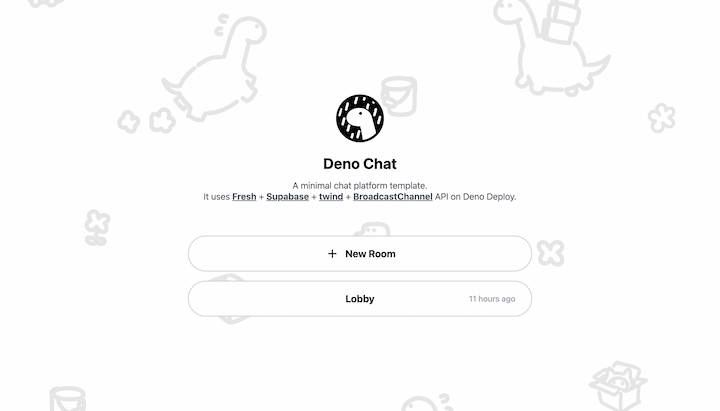 Deno Chat
A minimal chat platform template.
It uses Fresh + Supabase + twind + BroadcastChannel API on Deno Deploy.
+ New Room
Lobby 11 hours ago